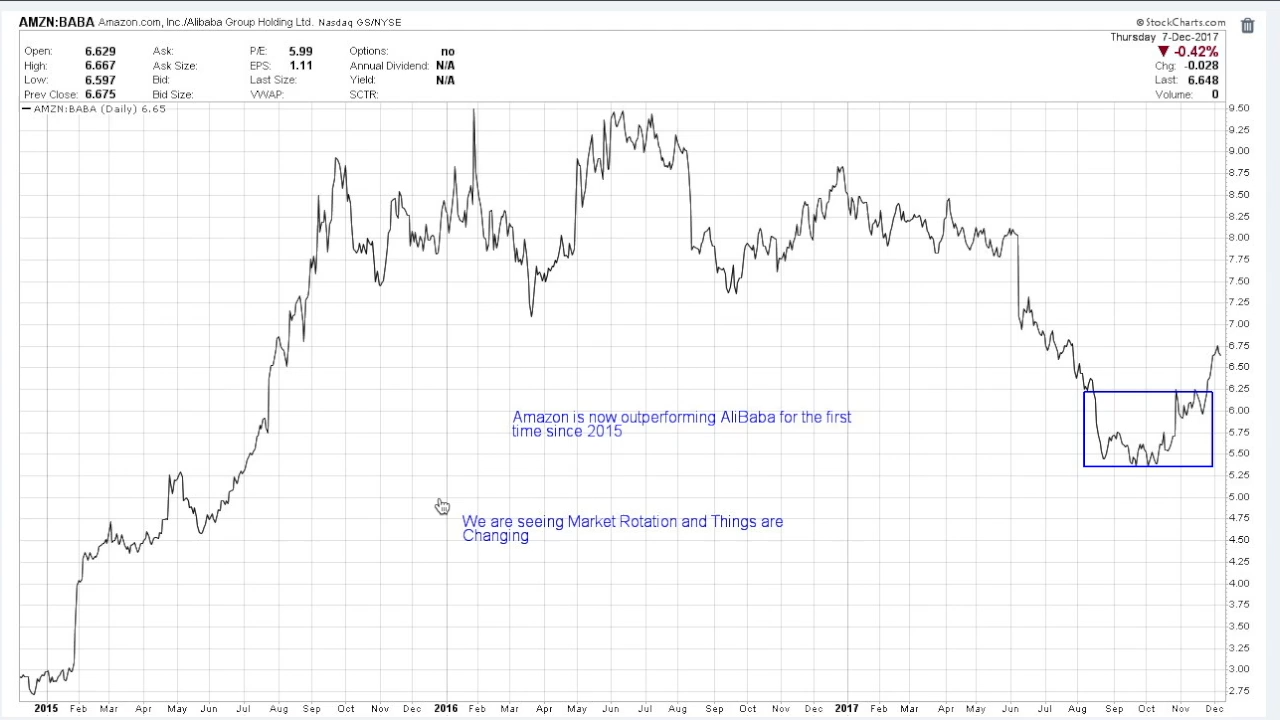 AMZN:BABA Amazon.com, Inc./Alibaba Group Holding Ltd. Nasdaq GS/NYSE © StockCharts.com
Thursday 7-Dec-2017
Open: 6.629 Ask: P/E: 5.99 Options: no ▼ -0.42%
High: 6.667 Ask Size: EPS: 1.11 Annual Dividend: N/A Chg: -0.028
Low: 6.597 Bid: Last Size: Yield: N/A Last: 6.648
Prev Close: 6.675 Bid Size: VWAP: SCTR: Volume: 0
AMZN:BABA (Daily) 6.65
9.50
9.25
9.00
8.75
8.50
8.25
8.00
7.75
7.50
7.25
7.00
6.75
6.50
6.25
6.00
5.75
5.50
5.25
5.00
4.75
4.50
4.25
4.00
3.75
3.50
3.25
3.00
2.75
Amazon is now outperforming AliBaba for the first
time since 2015
We are seeing Market Rotation and Things are
Changing
2015 Feb Mar Apr May Jun Jul Aug Sep Oct Nov Dec 2016 Feb Mar Apr May Jun Jul Aug Sep Oct Nov Dec 2017 Feb Mar Apr May Jun Jul Aug Sep Oct Nov Dec